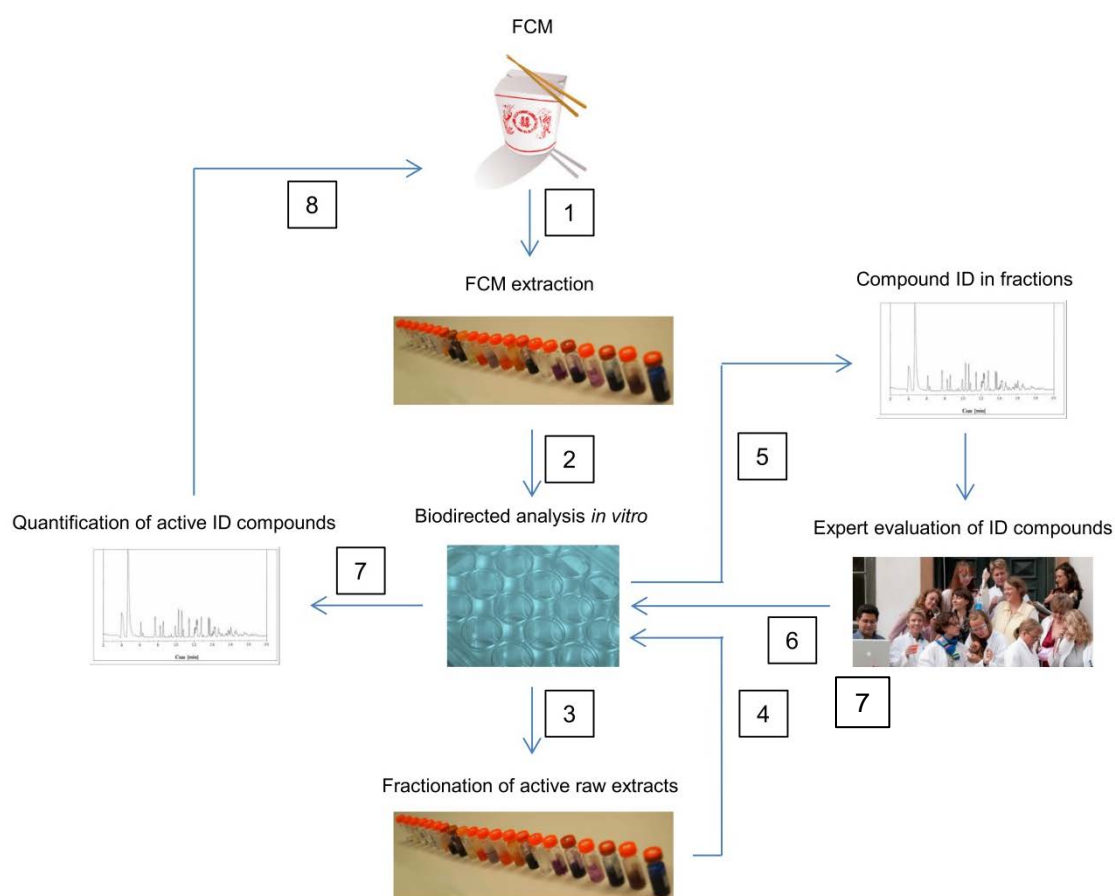 FCM
8
1
FCM extraction
Compound ID in fractions
2
5
Quantification of active ID compounds
Biodirected analysis in vitro
Expert evaluation of ID compounds
7
6
7
3
4
Fractionation of active raw extracts